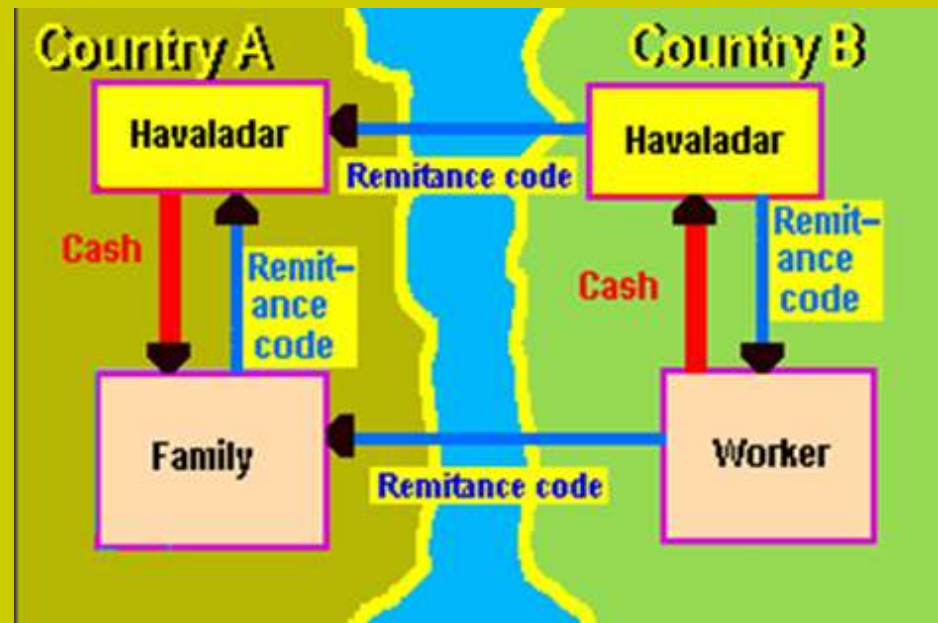 Country A
Country B
Havaladar
Havaladar
Remitance code
Cash
Remit-
ance
code
Cash
Remit-
ance
code
Family
Worker
Remitance code